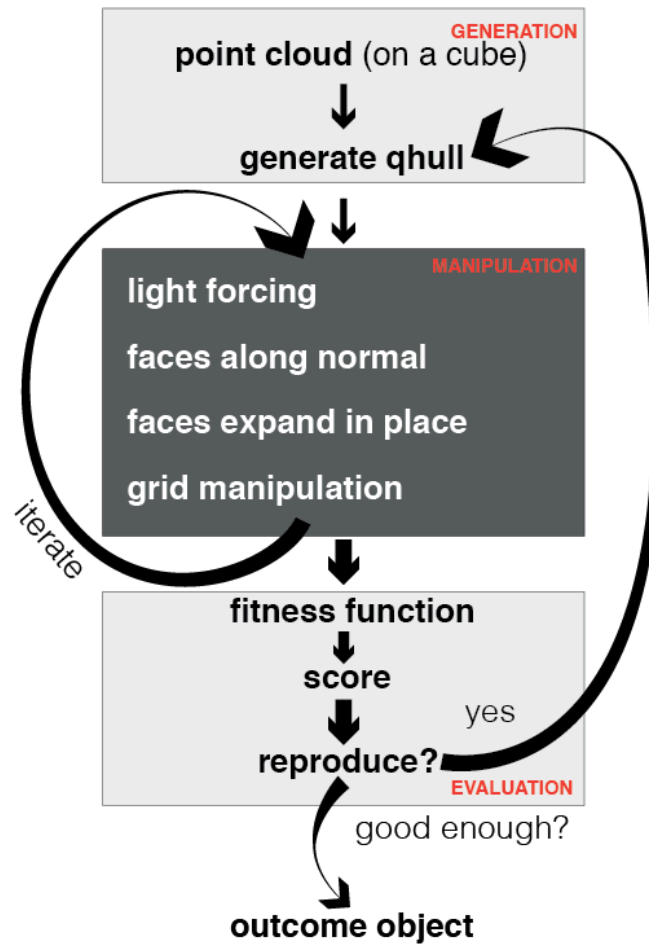 GENERATION
point cloud (on a cube)
generate qhull
MANIPULATION
light forcing
faces along normal
faces expand in place
grid manipulation
iterate
fitness function
score
yes
reproduce?
EVALUATION
good enough?
outcome object